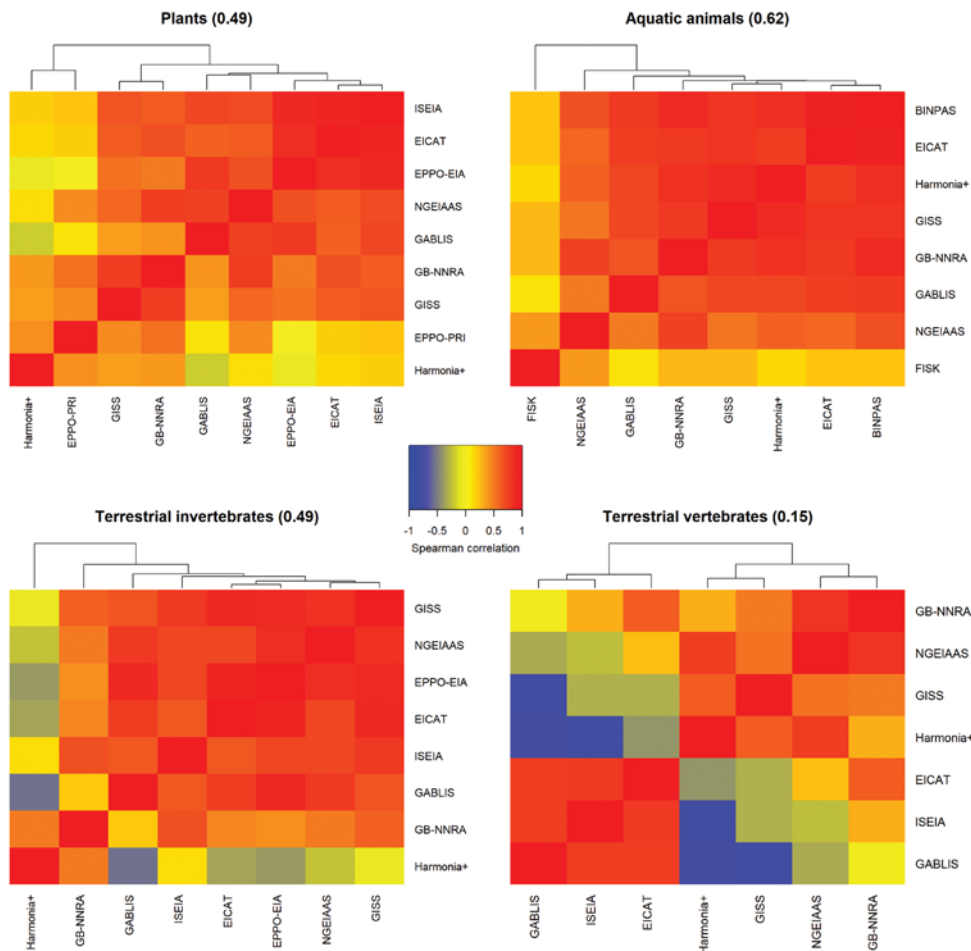 Plants (0.49)
ISEIA
EICAT
EPPO-EIA
NGEIAAS
GABLIS
GB-NNRA
GISS
EPPO-PRI
Harmonia+
Harmonia+
EPPO-PRI
GISS
GB-NNRA
GABLIS
NGEIAAS
EPPO-EIA
EICAT
ISEIA
Aquatic animals (0.62)
BINPAS
EICAT
Harmonia+
GISS
GB-NNRA
GABLIS
NGEIAAS
FISK
FISK
NGEIAAS
GABLIS
GB-NNRA
GISS
Harmonia+
EICAT
BINPAS
-1 -0.5 0 0.5 1
Spearman correlation
Terrestrial invertebrates (0.49)
GISS
NGEIAAS
EPPO-EIA
EICAT
ISEIA
GABLIS
GB-NNRA
Harmonia+
Harmonia+
GB-NNRA
GABLIS
ISEIA
EICAT
EPPO-EIA
NGEIAAS
GISS
Terrestrial vertebrates (0.15)
GB-NNRA
NGEIAAS
GISS
Harmonia+
EICAT
ISEIA
GABLIS
GABLIS
ISEIA
EICAT
Harmonia+
GISS
NGEIAAS
GB-NNRA